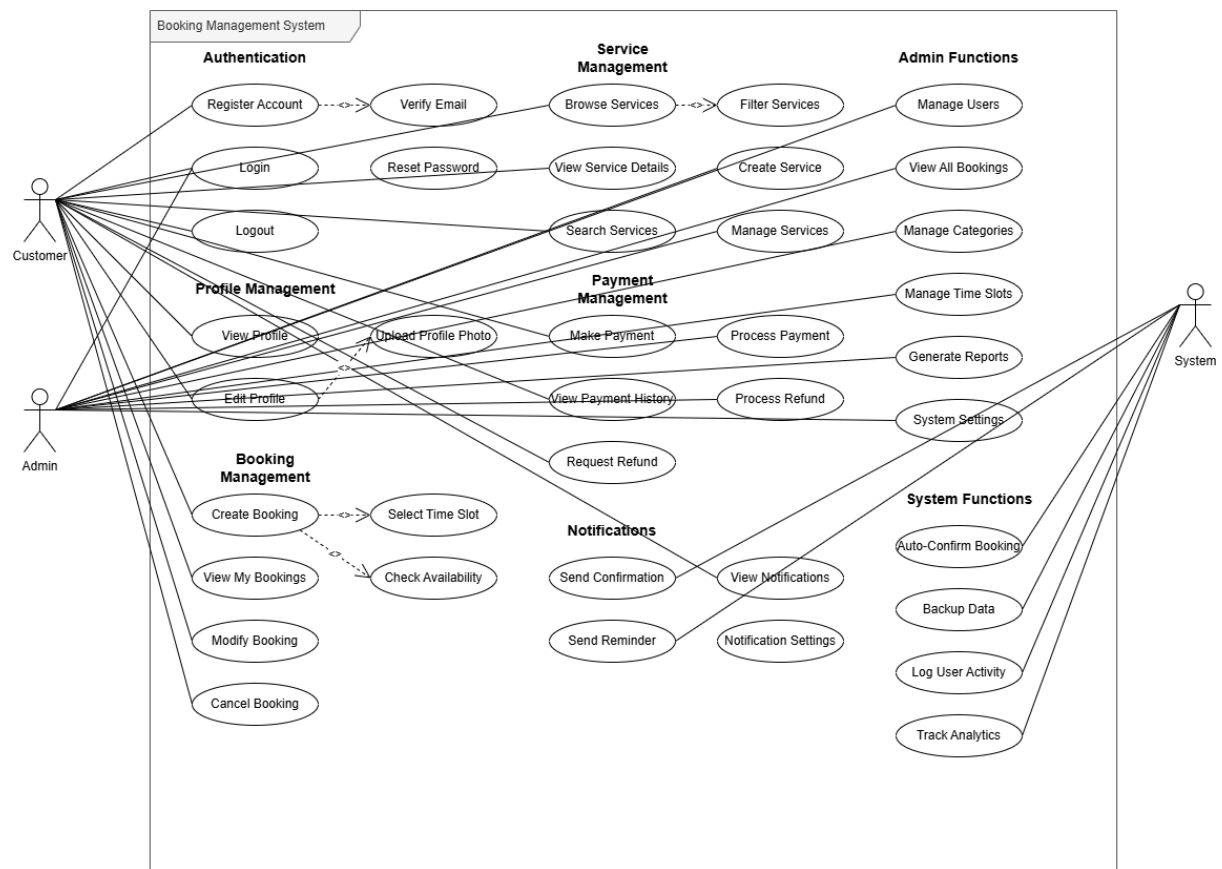 Booking Management System
Authentication
Service
Management
Admin Functions
Register Account
<>
Verify Email
Browse Services
<>
Filter Services
Manage Users
Login
Reset Password
View Service Details
Create Service
View All Bookings
Customer
Logout
Search Services
Manage Services
Manage Categories
Profile Management
Payment
Management
Manage Time Slots
View Profile
Upload Profile Photo
Make Payment
Process Payment
System
<>
Generate Reports
Edit Profile
View Payment History
Process Refund
System Settings
Admin
Request Refund
Booking
Management
System Functions
Create Booking
<>
Select Time Slot
Notifications
Auto-Confirm Booking
<>
View My Bookings
Check Availability
Send Confirmation
View Notifications
Backup Data
Modify Booking
Send Reminder
Notification Settings
Log User Activity
Cancel Booking
Track Analytics